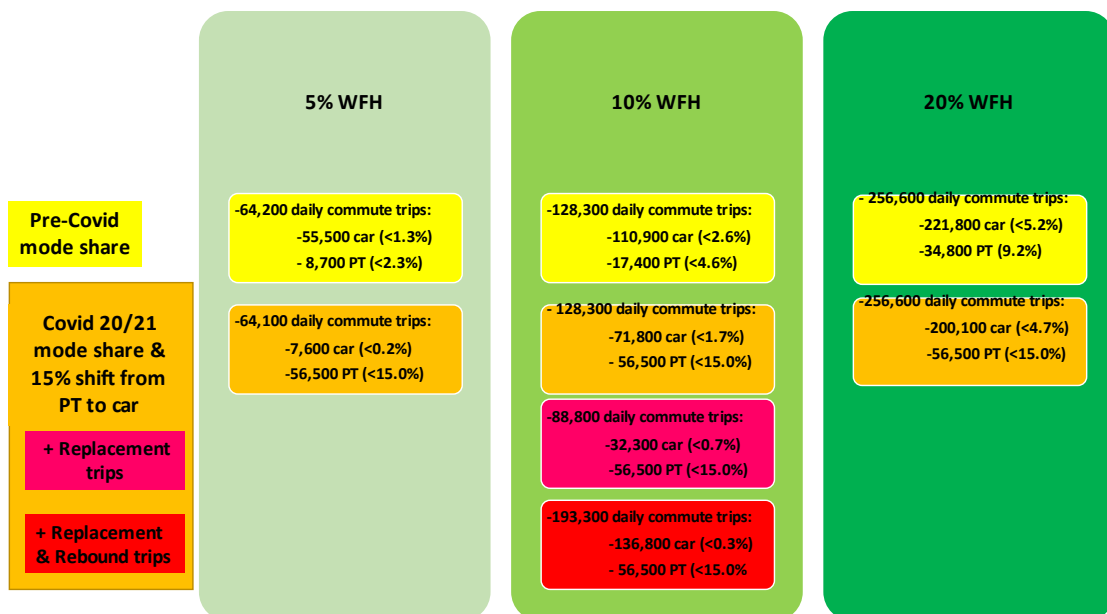 5% WFH
10% WFH
20% WFH
Pre-Covid
mode share
-64,200 daily commute trips:
-55,500 car (<1.3%)
- 8,700 PT (<2.3%)
-128,300 daily commute trips:
-110,900 car (<2.6%)
-17,400 PT (<4.6%)
- 256,600 daily commute trips:
-221,800 car (<5.2%)
-34,800 PT (9.2%)
Covid 20/21
mode share &
15% shift from
PT to car
-64,100 daily commute trips:
-7,600 car (<0.2%)
-56,500 PT (<15.0%)
- 128,300 daily commute trips:
-71,800 car (<1.7%)
- 56,500 PT (<15.0%
-256,600 daily commute trips:
-200,100 car (<4.7%)
-56,500 PT (<15.0%)
+ Replacement
trips
-88,800 daily commute trips:
-32,300 car (<0.7%)
-56,500 PT (<15.0%)
+ Replacement
& Rebound trips
-193,300 daily commute trips:
-136,800 car (<0.3%)
- 56,500 PT (<15.0%